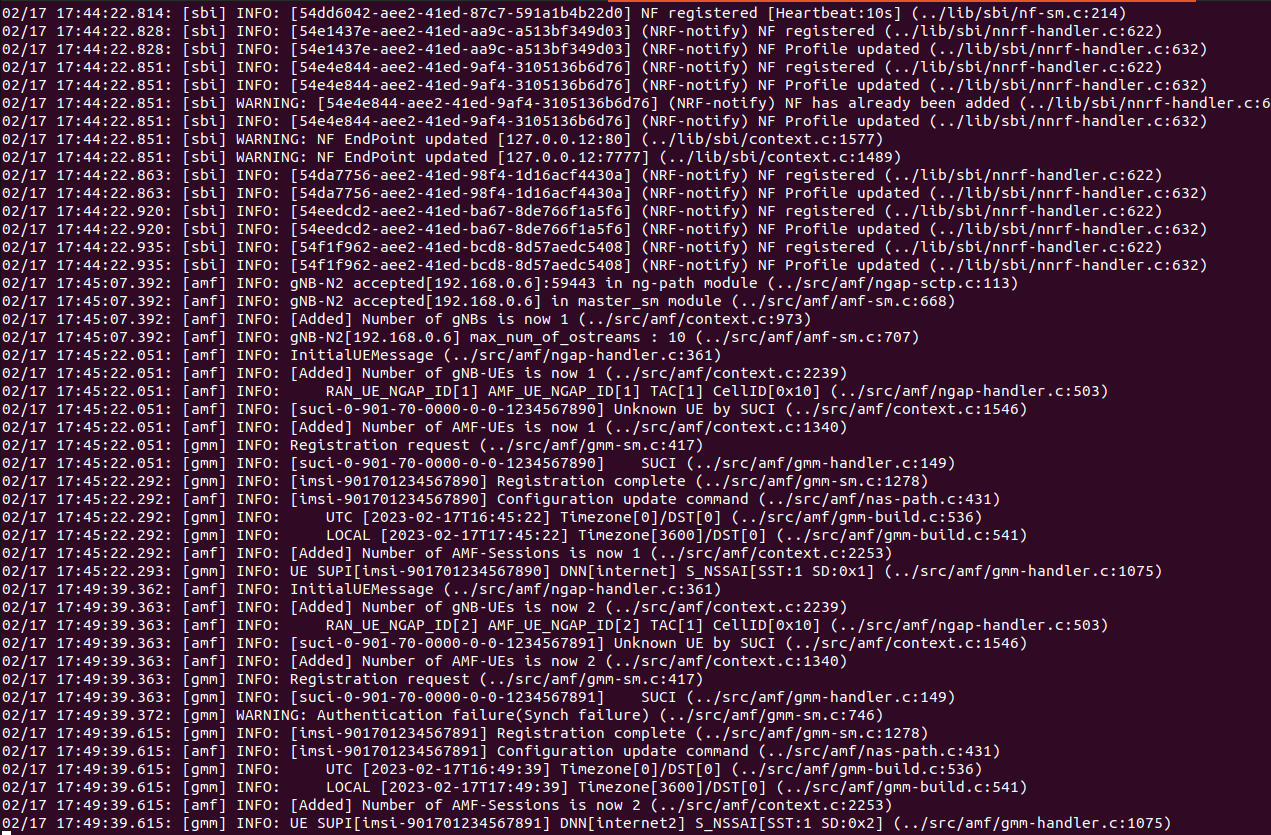 02/17 17:44:22.814: [sbi] INFO: [54dd6042-aee2-41ed-87c7-591a1b4b22d0] NF registered [Heartbeat:10s] (../lib/sbi/nf-sm.c:214)
02/17 17:44:22.828: [sbi] INFO: [54e1437e-aee2-41ed-aa9c-a513bf349d03] (NRF-notify) NF registered (../lib/sbi/nnrf-handler.c:622)
02/17 17:44:22.828: [sbi] INFO: [54e1437e-aee2-41ed-aa9c-a513bf349d03] (NRF-notify) NF Profile updated (../lib/sbi/nnrf-handler.c:632)
02/17 17:44:22.851: [sbi] INFO: [54e4e844-aee2-41ed-9af4-3105136b6d76] (NRF-notify) NF registered (../lib/sbi/nnrf-handler.c:622)
02/17 17:44:22.851: [sbi] INFO: [54e4e844-aee2-41ed-9af4-3105136b6d76] (NRF-notify) NF Profile updated (../lib/sbi/nnrf-handler.c:632)
02/17 17:44:22.851: [sbi] WARNING: [54e4e844-aee2-41ed-9af4-3105136b6d76] (NRF-notify) NF has already been added (../lib/sbi/nnrf-handler.c:6
02/17 17:44:22.851: [sbi] INFO: [54e4e844-aee2-41ed-9af4-3105136b6d76] (NRF-notify) NF Profile updated (../lib/sbi/nnrf-handler.c:632)
02/17 17:44:22.851: [sbi] WARNING: NF EndPoint updated [127.0.0.12:80] (../lib/sbi/context.c:1577)
02/17 17:44:22.851: [sbi] WARNING: NF EndPoint updated [127.0.0.12:7777] (../lib/sbi/context.c:1489)
02/17 17:44:22.863: [sbi] INFO: [54da7756-aee2-41ed-98f4-1d16acf4430a] (NRF-notify) NF registered (../lib/sbi/nnrf-handler.c:622)
02/17 17:44:22.863: [sbi] INFO: [54da7756-aee2-41ed-98f4-1d16acf4430a] (NRF-notify) NF Profile updated (../lib/sbi/nnrf-handler.c:632)
02/17 17:44:22.920: [sbi] INFO: [54eedcd2-aee2-41ed-ba67-8de766f1a5f6] (NRF-notify) NF registered (../lib/sbi/nnrf-handler.c:622)
02/17 17:44:22.920: [sbi] INFO: [54eedcd2-aee2-41ed-ba67-8de766f1a5f6] (NRF-notify) NF Profile updated (../lib/sbi/nnrf-handler.c:632)
02/17 17:44:22.935: [sbi] INFO: [54f1f962-aee2-41ed-bcd8-8d57aedc5408] (NRF-notify) NF registered (../lib/sbi/nnrf-handler.c:622)
02/17 17:44:22.935: [sbi] INFO: [54f1f962-aee2-41ed-bcd8-8d57aedc5408] (NRF-notify) NF Profile updated (../lib/sbi/nnrf-handler.c:632)
02/17 17:45:07.392: [amf] INFO: gNB-N2 accepted[192.168.0.6]:59443 in ng-path module (../src/amf/ngap-sctp.c:113)
02/17 17:45:07.392: [amf] INFO: gNB-N2 accepted[192.168.0.6] in master_sm module (../src/amf/amf-sm.c:668)
02/17 17:45:07.392: [amf] INFO: [Added] Number of gNBs is now 1 (../src/amf/context.c:973)
02/17 17:45:07.392: [amf] INFO: gNB-N2[192.168.0.6] max_num_of_ostreams : 10 (../src/amf/amf-sm.c:707)
02/17 17:45:22.051: [amf] INFO: InitialUEMessage (../src/amf/ngap-handler.c:361)
02/17 17:45:22.051: [amf] INFO: [Added] Number of gNB-UEs is now 1 (../src/amf/context.c:2239)
02/17 17:45:22.051: [amf] INFO:     RAN_UE_NGAP_ID[1] AMF_UE_NGAP_ID[1] TAC[1] CellID[0x10] (../src/amf/ngap-handler.c:503)
02/17 17:45:22.051: [amf] INFO: [suci-0-901-70-0000-0-0-1234567890] Unknown UE by SUCI (../src/amf/context.c:1546)
02/17 17:45:22.051: [amf] INFO: [Added] Number of AMF-UEs is now 1 (../src/amf/context.c:1340)
02/17 17:45:22.051: [gmm] INFO: Registration request (../src/amf/gmm-sm.c:417)
02/17 17:45:22.051: [gmm] INFO: [suci-0-901-70-0000-0-0-1234567890]    SUCI (../src/amf/gmm-handler.c:149)
02/17 17:45:22.292: [gmm] INFO: [imsi-901701234567890] Registration complete (../src/amf/gmm-sm.c:1278)
02/17 17:45:22.292: [amf] INFO: [imsi-901701234567890] Configuration update command (../src/amf/nas-path.c:431)
02/17 17:45:22.292: [gmm] INFO:     UTC [2023-02-17T16:45:22] Timezone[0]/DST[0] (../src/amf/gmm-build.c:536)
02/17 17:45:22.292: [gmm] INFO:     LOCAL [2023-02-17T17:45:22] Timezone[3600]/DST[0] (../src/amf/gmm-build.c:541)
02/17 17:45:22.292: [amf] INFO: [Added] Number of AMF-Sessions is now 1 (../src/amf/context.c:2253)
02/17 17:45:22.293: [gmm] INFO: UE SUPI[imsi-901701234567890] DNN[internet] S_NSSAI[SST:1 SD:0x1] (../src/amf/gmm-handler.c:1075)
02/17 17:49:39.362: [amf] INFO: InitialUEMessage (../src/amf/ngap-handler.c:361)
02/17 17:49:39.363: [amf] INFO: [Added] Number of gNB-UEs is now 2 (../src/amf/context.c:2239)
02/17 17:49:39.363: [amf] INFO:     RAN_UE_NGAP_ID[2] AMF_UE_NGAP_ID[2] TAC[1] CellID[0x10] (../src/amf/ngap-handler.c:503)
02/17 17:49:39.363: [amf] INFO: [suci-0-901-70-0000-0-0-1234567891] Unknown UE by SUCI (../src/amf/context.c:1546)
02/17 17:49:39.363: [amf] INFO: [Added] Number of AMF-UEs is now 2 (../src/amf/context.c:1340)
02/17 17:49:39.363: [gmm] INFO: Registration request (../src/amf/gmm-sm.c:417)
02/17 17:49:39.363: [gmm] INFO: [suci-0-901-70-0000-0-0-1234567891]    SUCI (../src/amf/gmm-handler.c:149)
02/17 17:49:39.372: [gmm] WARNING: Authentication failure(Synch failure) (../src/amf/gmm-sm.c:746)
02/17 17:49:39.615: [gmm] INFO: [imsi-901701234567891] Registration complete (../src/amf/gmm-sm.c:1278)
02/17 17:49:39.615: [amf] INFO: [imsi-901701234567891] Configuration update command (../src/amf/nas-path.c:431)
02/17 17:49:39.615: [gmm] INFO:     UTC [2023-02-17T16:49:39] Timezone[0]/DST[0] (../src/amf/gmm-build.c:536)
02/17 17:49:39.615: [gmm] INFO:     LOCAL [2023-02-17T17:49:39] Timezone[3600]/DST[0] (../src/amf/gmm-build.c:541)
02/17 17:49:39.615: [amf] INFO: [Added] Number of AMF-Sessions is now 2 (../src/amf/context.c:2253)
02/17 17:49:39.615: [gmm] INFO: UE SUPI[imsi-901701234567891] DNN[internet2] S_NSSAI[SST:1 SD:0x2] (../src/amf/gmm-handler.c:1075)